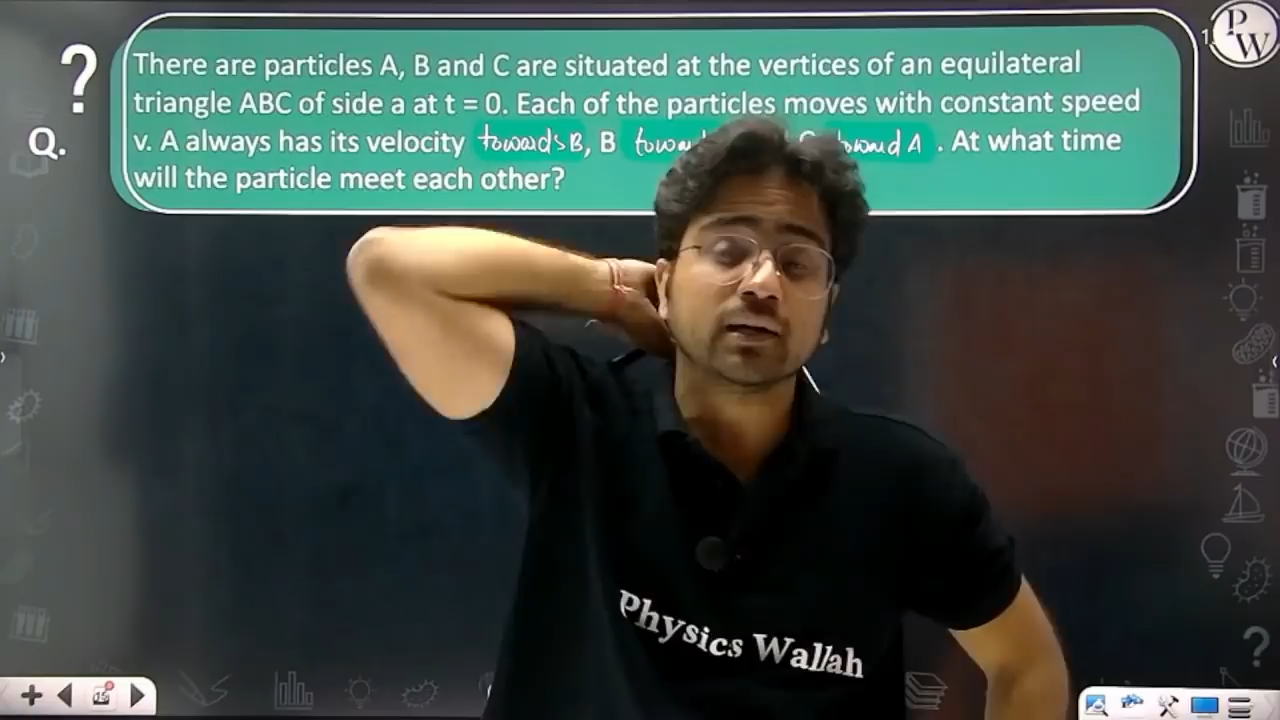 There are particles A, B and C are situated at the vertices of an equilateral
triangle ABC of side a at t = 0. Each of the particles moves with constant speed
v. A always has its velocity towards B, B C toward A . At what time
will the particle meet each other?
Q.
?
P
W
Physics Wallah